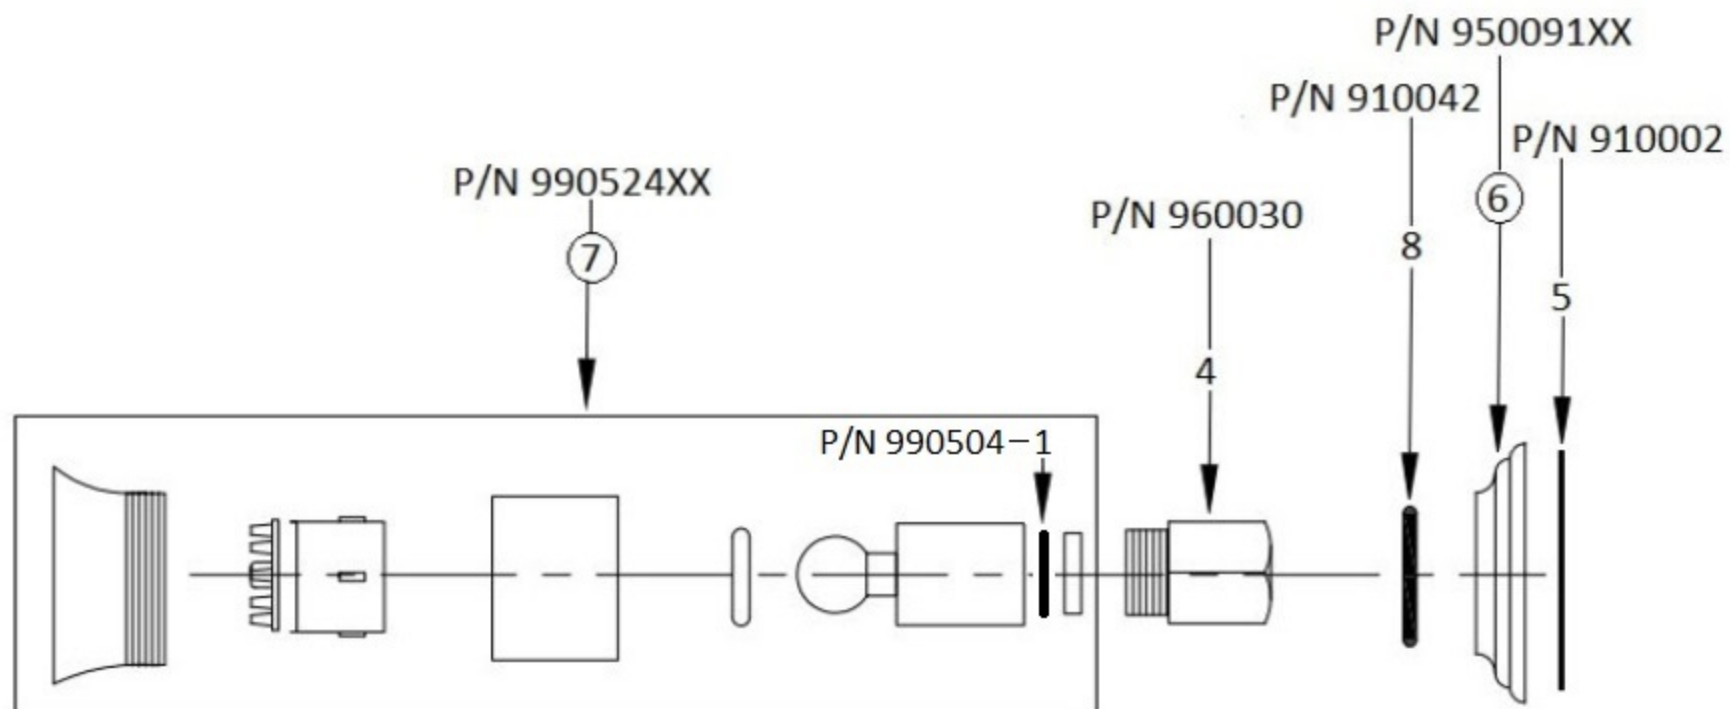 P/N 950091XX
P/N 910042
P/N 910002
P/N 990524XX
6
P/N 960030
7
8
5
4
P/N 990504-1